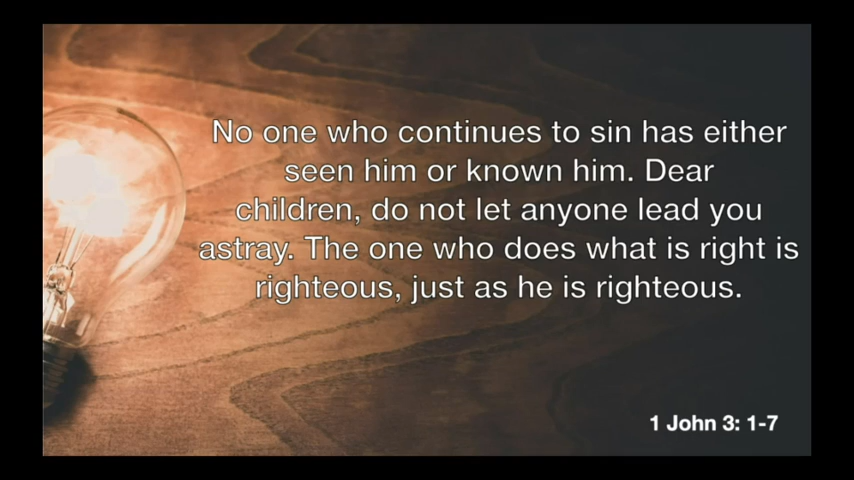 No one who continues to sin has either
seen him or known him. Dear
children, do not let anyone lead you
astray. The one who does what is right is
righteous, just as he is righteous.
1 John 3: 1-7